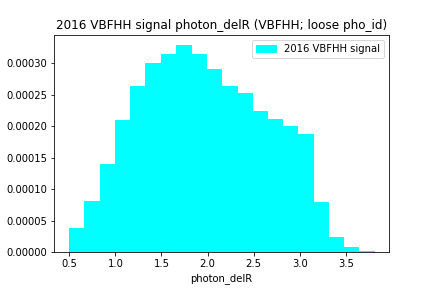 2016 VBFHH signal photon_delR (VBFHH; loose pho_id)
2016 VBFHH signal
0.00030
0.00025
0.00020
0.00015
0.00010
0.00005
0.00000
0.5 1.0 1.5 2.0 2.5 3.0 3.5
photon_delR